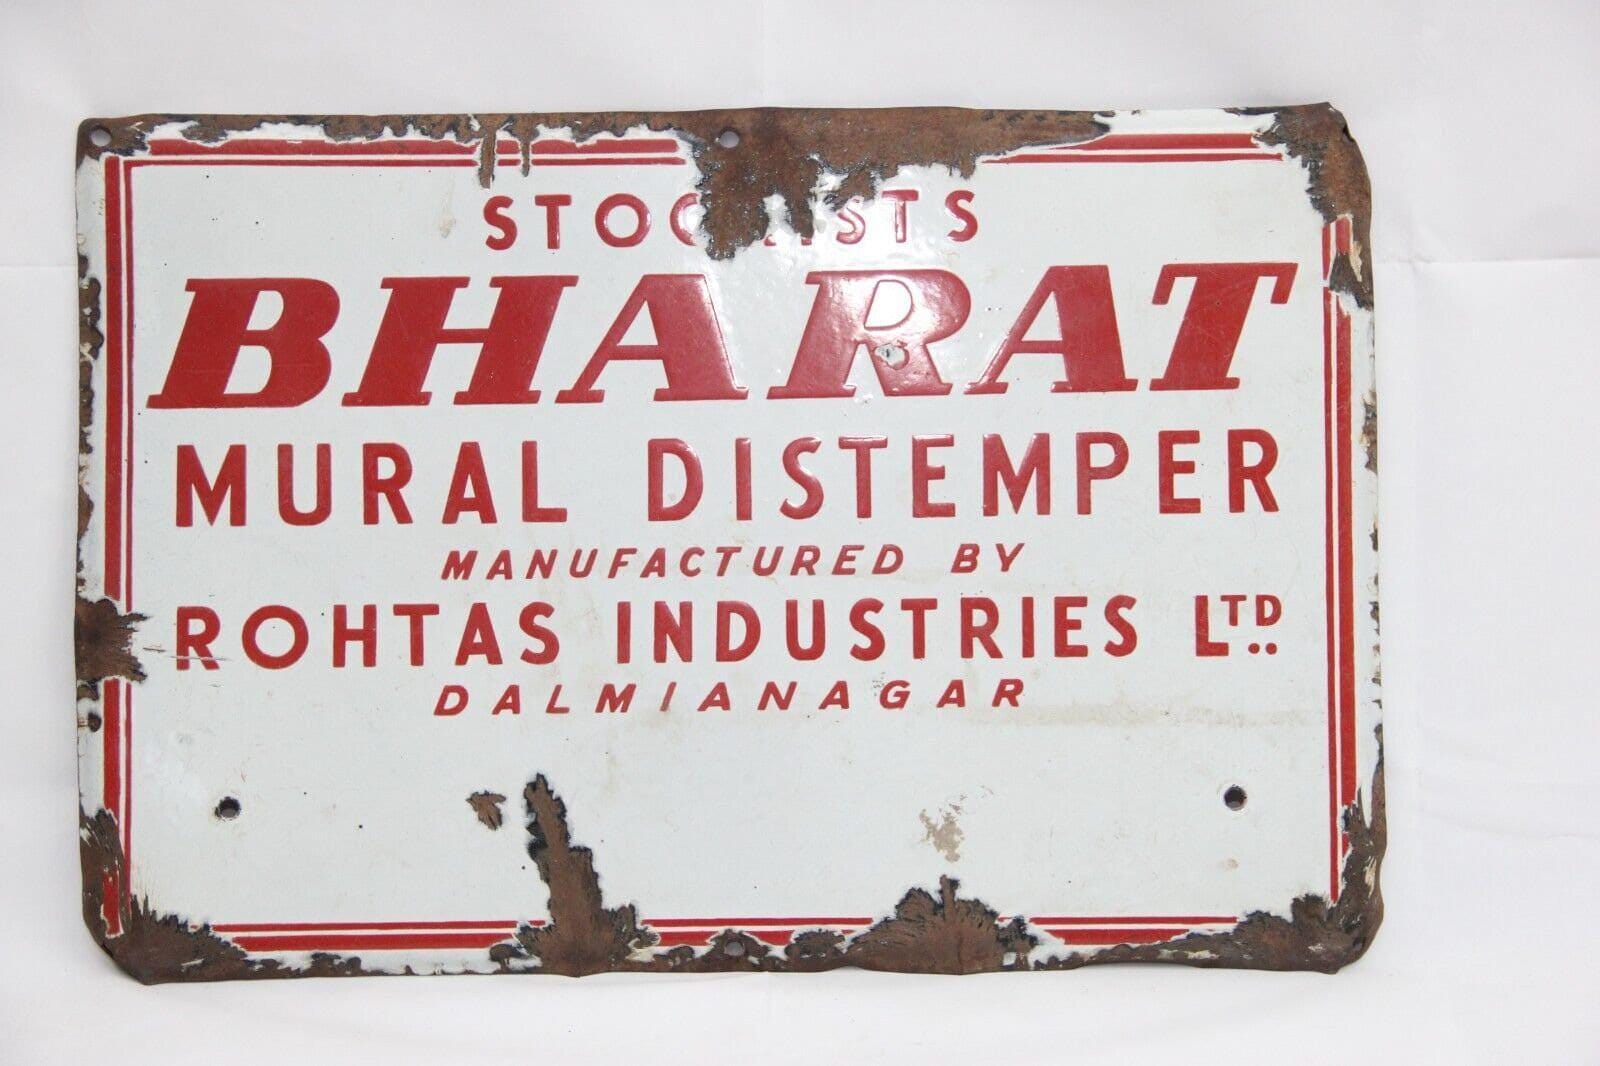 STOCKISTS
BHARAT
MURAL DISTEMPER
MANUFACTURED BY
ROHTAS INDUSTRIES LTD.
DALMIANAGAR